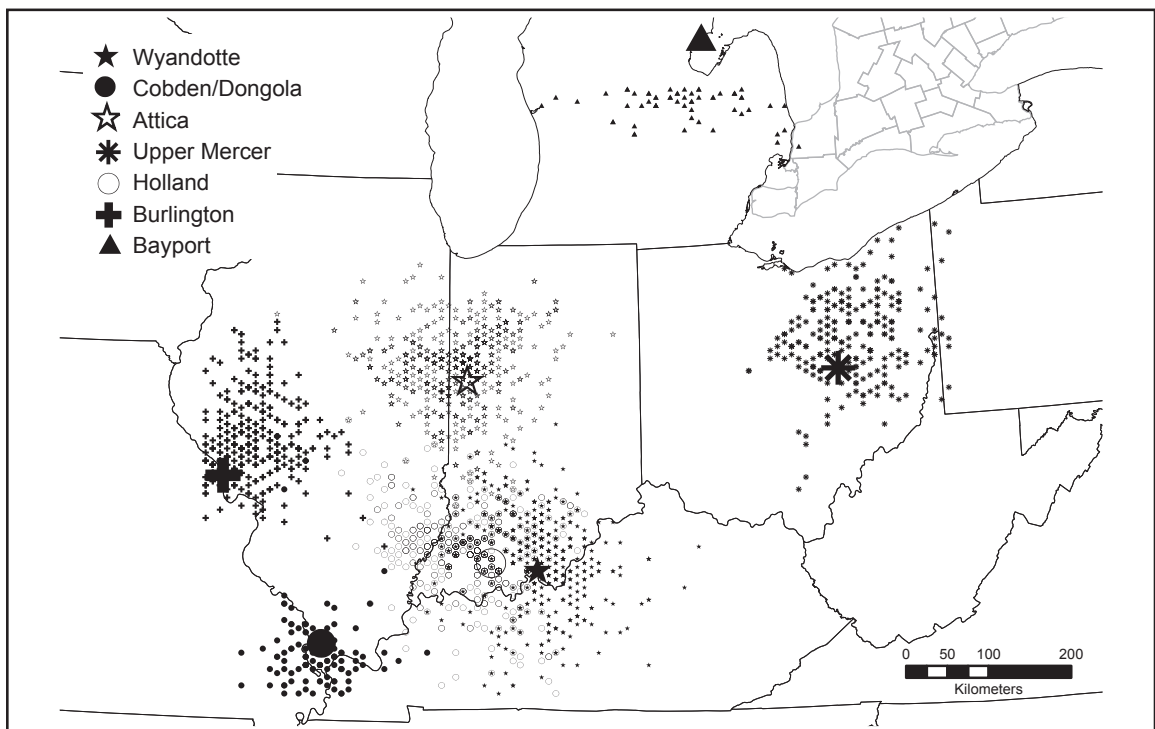 Wyandotte
Cobden/Dongola
Attica
Upper Mercer
Holland
Burlington
Bayport
0 50 100 200
Kilometers